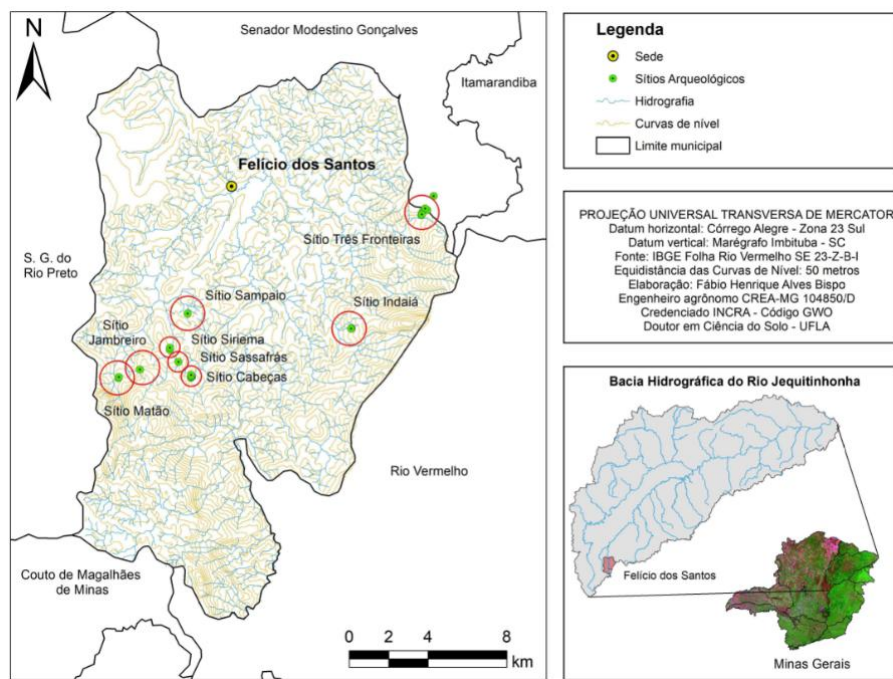 N
Senador Modestino Gonçalves
Itamarandiba
Felício dos Santos
Sítio Três Fronteiras
S. G. do
Rio Preto
Sítio Sampaio
Sítio Indaiá
Sítio
Jambreiro
Sítio Siriema
Sítio Sassafrás
Sítio Cabeças
Sítio Matão
Rio Vermelho
Couto de Magalhães
de Minas
0 2 4 8
km
Legenda
Sede
Sítios Arqueológicos
Hidrografia
Curvas de nível
Limite municipal
PROJEÇÃO UNIVERSAL TRANSVERSA DE MERCATOR
Datum horizontal: Córrego Alegre - Zona 23 Sul
Datum vertical: Marégrafo Imbituba - SC
Fonte: IBGE Folha Rio Vermelho SE 23-Z-B-I
Equidistância das Curvas de Nível: 50 metros
Elaboração: Fábio Henrique Alves Bispo
Engenheiro agrônomo CREA-MG 104850/D
Credenciado INCRA - Código GWO
Doutor em Ciência do Solo - UFLA
Bacia Hidrográfica do Rio Jequitinhonha
Felício dos Santos
Minas Gerais